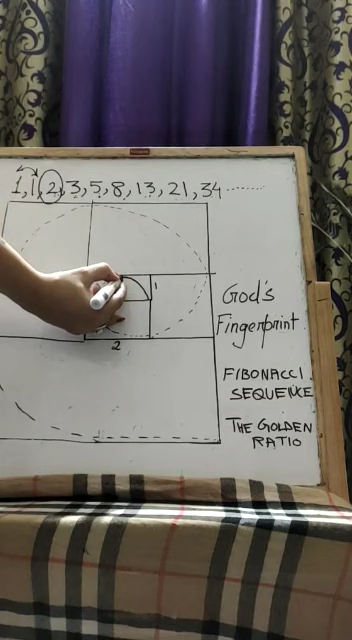 1,1,2,3,5,8,13,21,34........
1
2
God's
Fingerprint
FIBONACCI
SEQUENCE
THE GOLDEN
RATIO